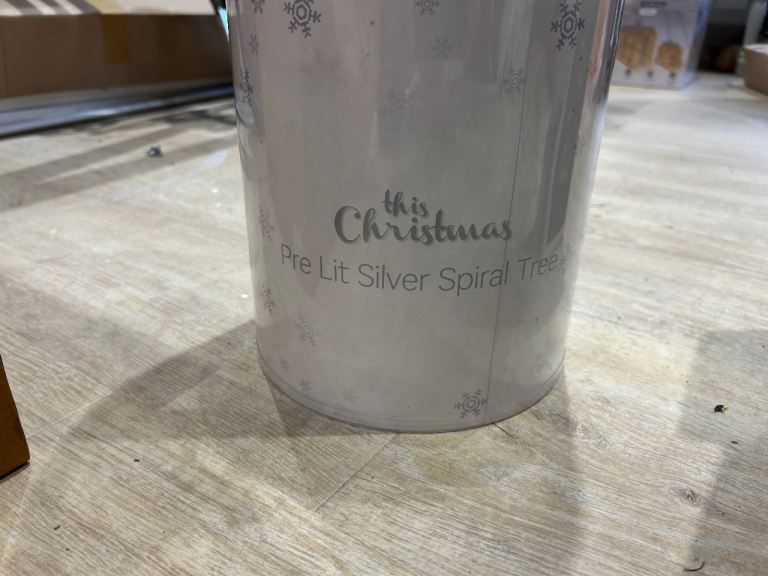 this
Christmas
Pre Lit Silver Spiral Tree